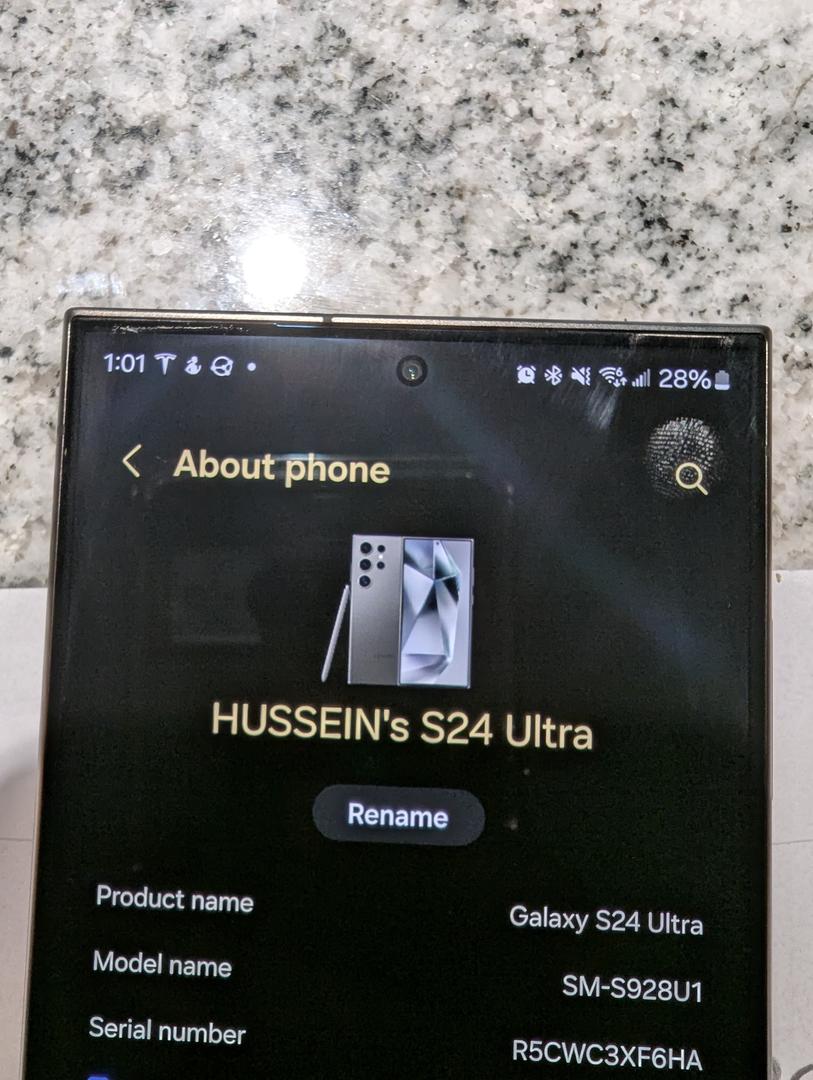 1:01 28%
About phone
HUSSEIN's S24 Ultra
Rename
Product name Galaxy S24 Ultra
Model name SM-S928U1
Serial number R5CWC3XF6HA